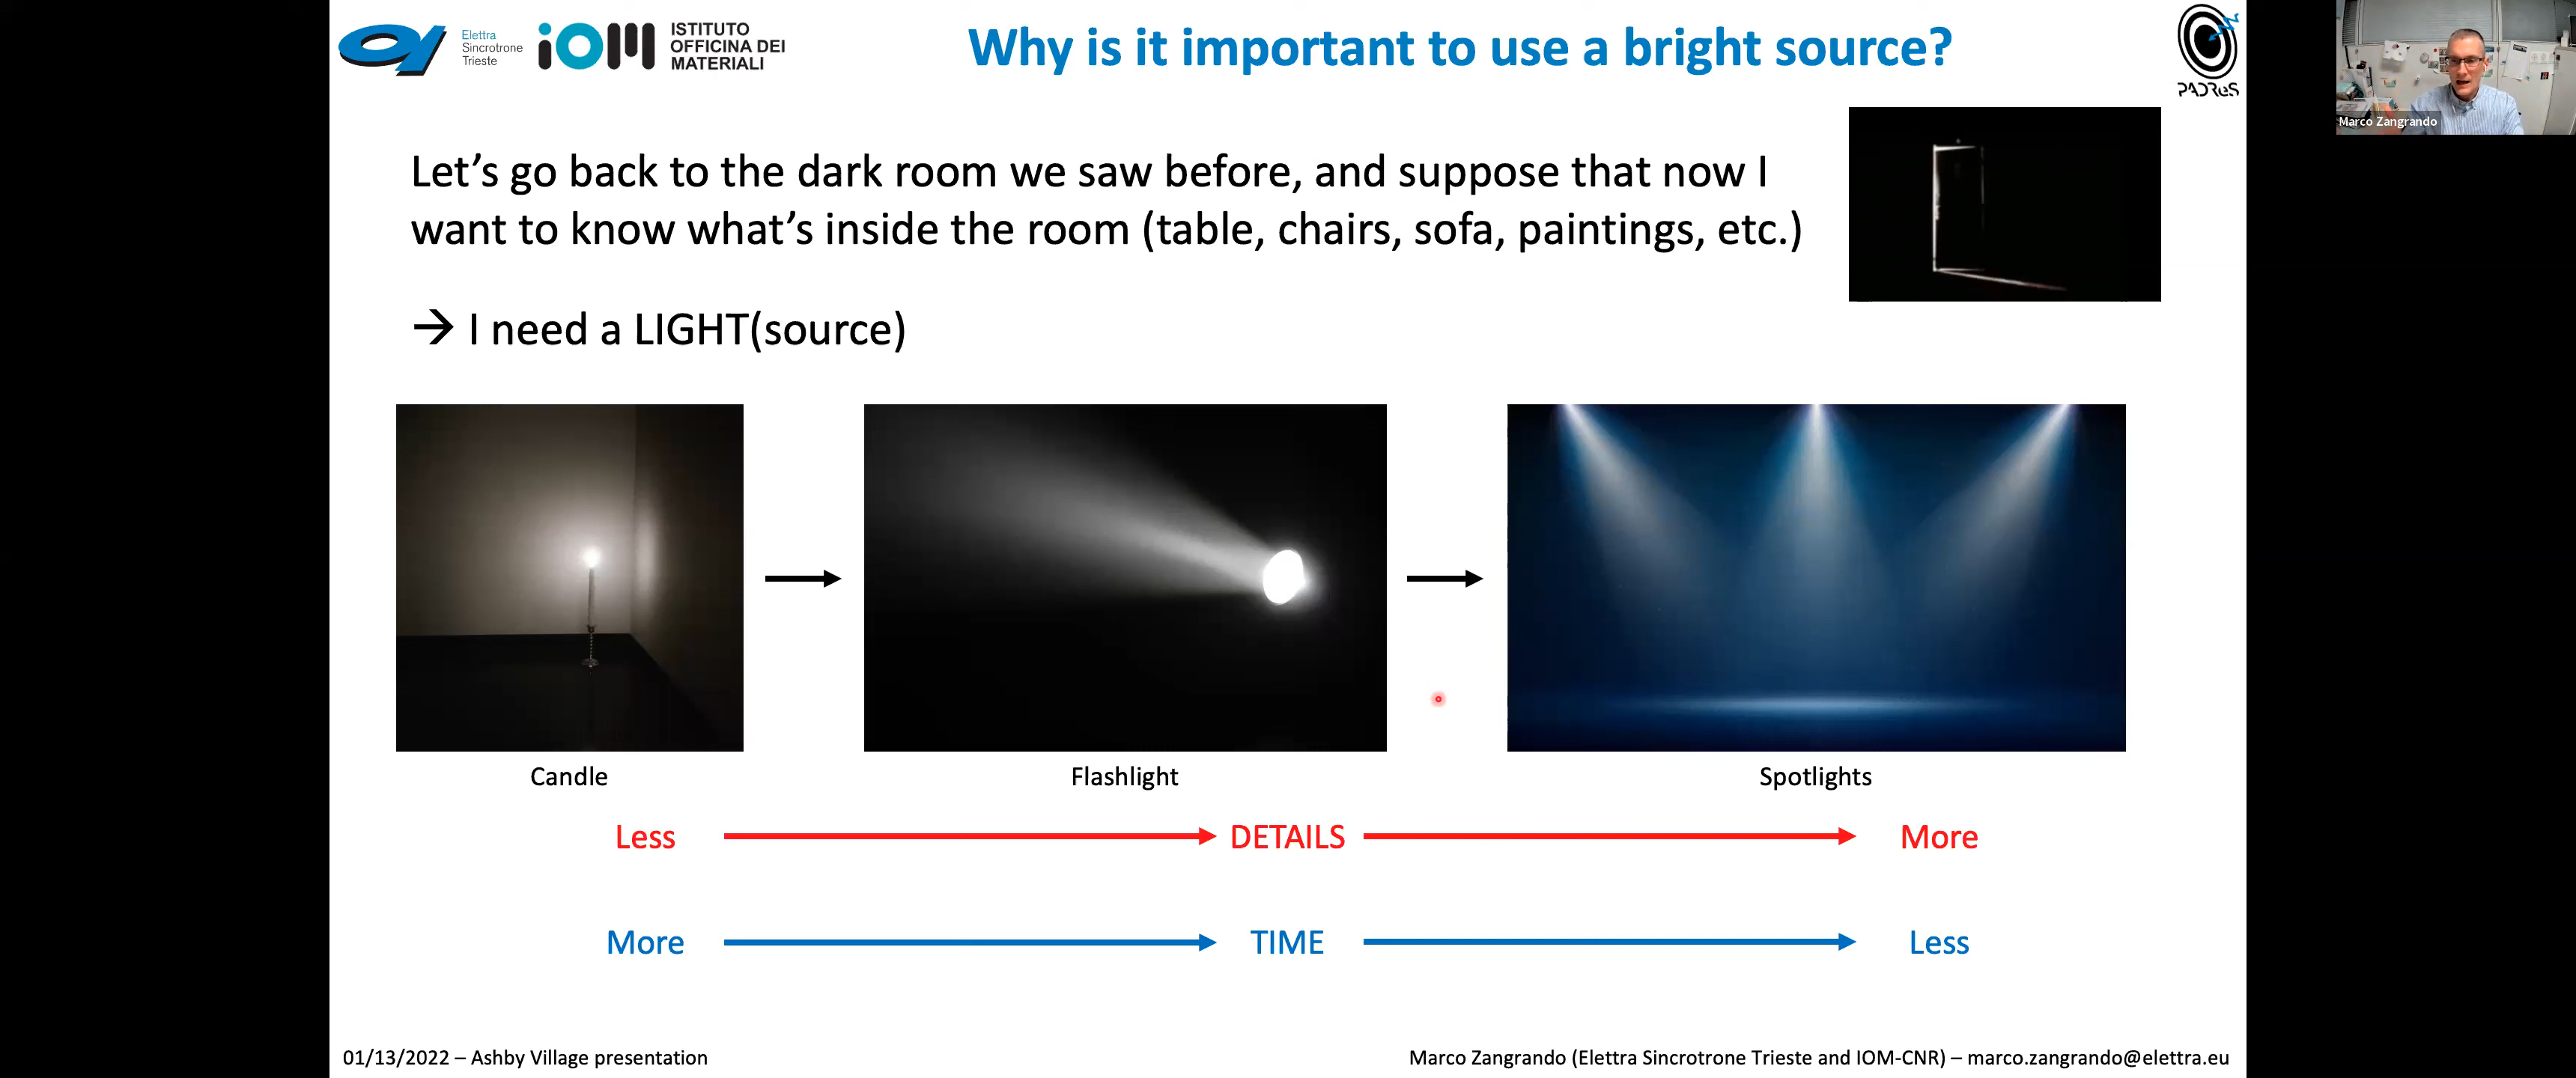 Elettra
Sincrotrone
Trieste
iOM
ISTITUTO
OFFICINA DEI
MATERIALI
Why is it important to use a bright source?
PADReS
Marco Zangrando
Let's go back to the dark room we saw before, and suppose that now I
want to know what's inside the room (table, chairs, sofa, paintings, etc.)
→ I need a LIGHT(source)
Candle
Flashlight
Spotlights
Less DETAILS More
More TIME Less
01/13/2022 – Ashby Village presentation
Marco Zangrando (Elettra Sincrotrone Trieste and IOM-CNR) – marco.zangrando@elettra.eu